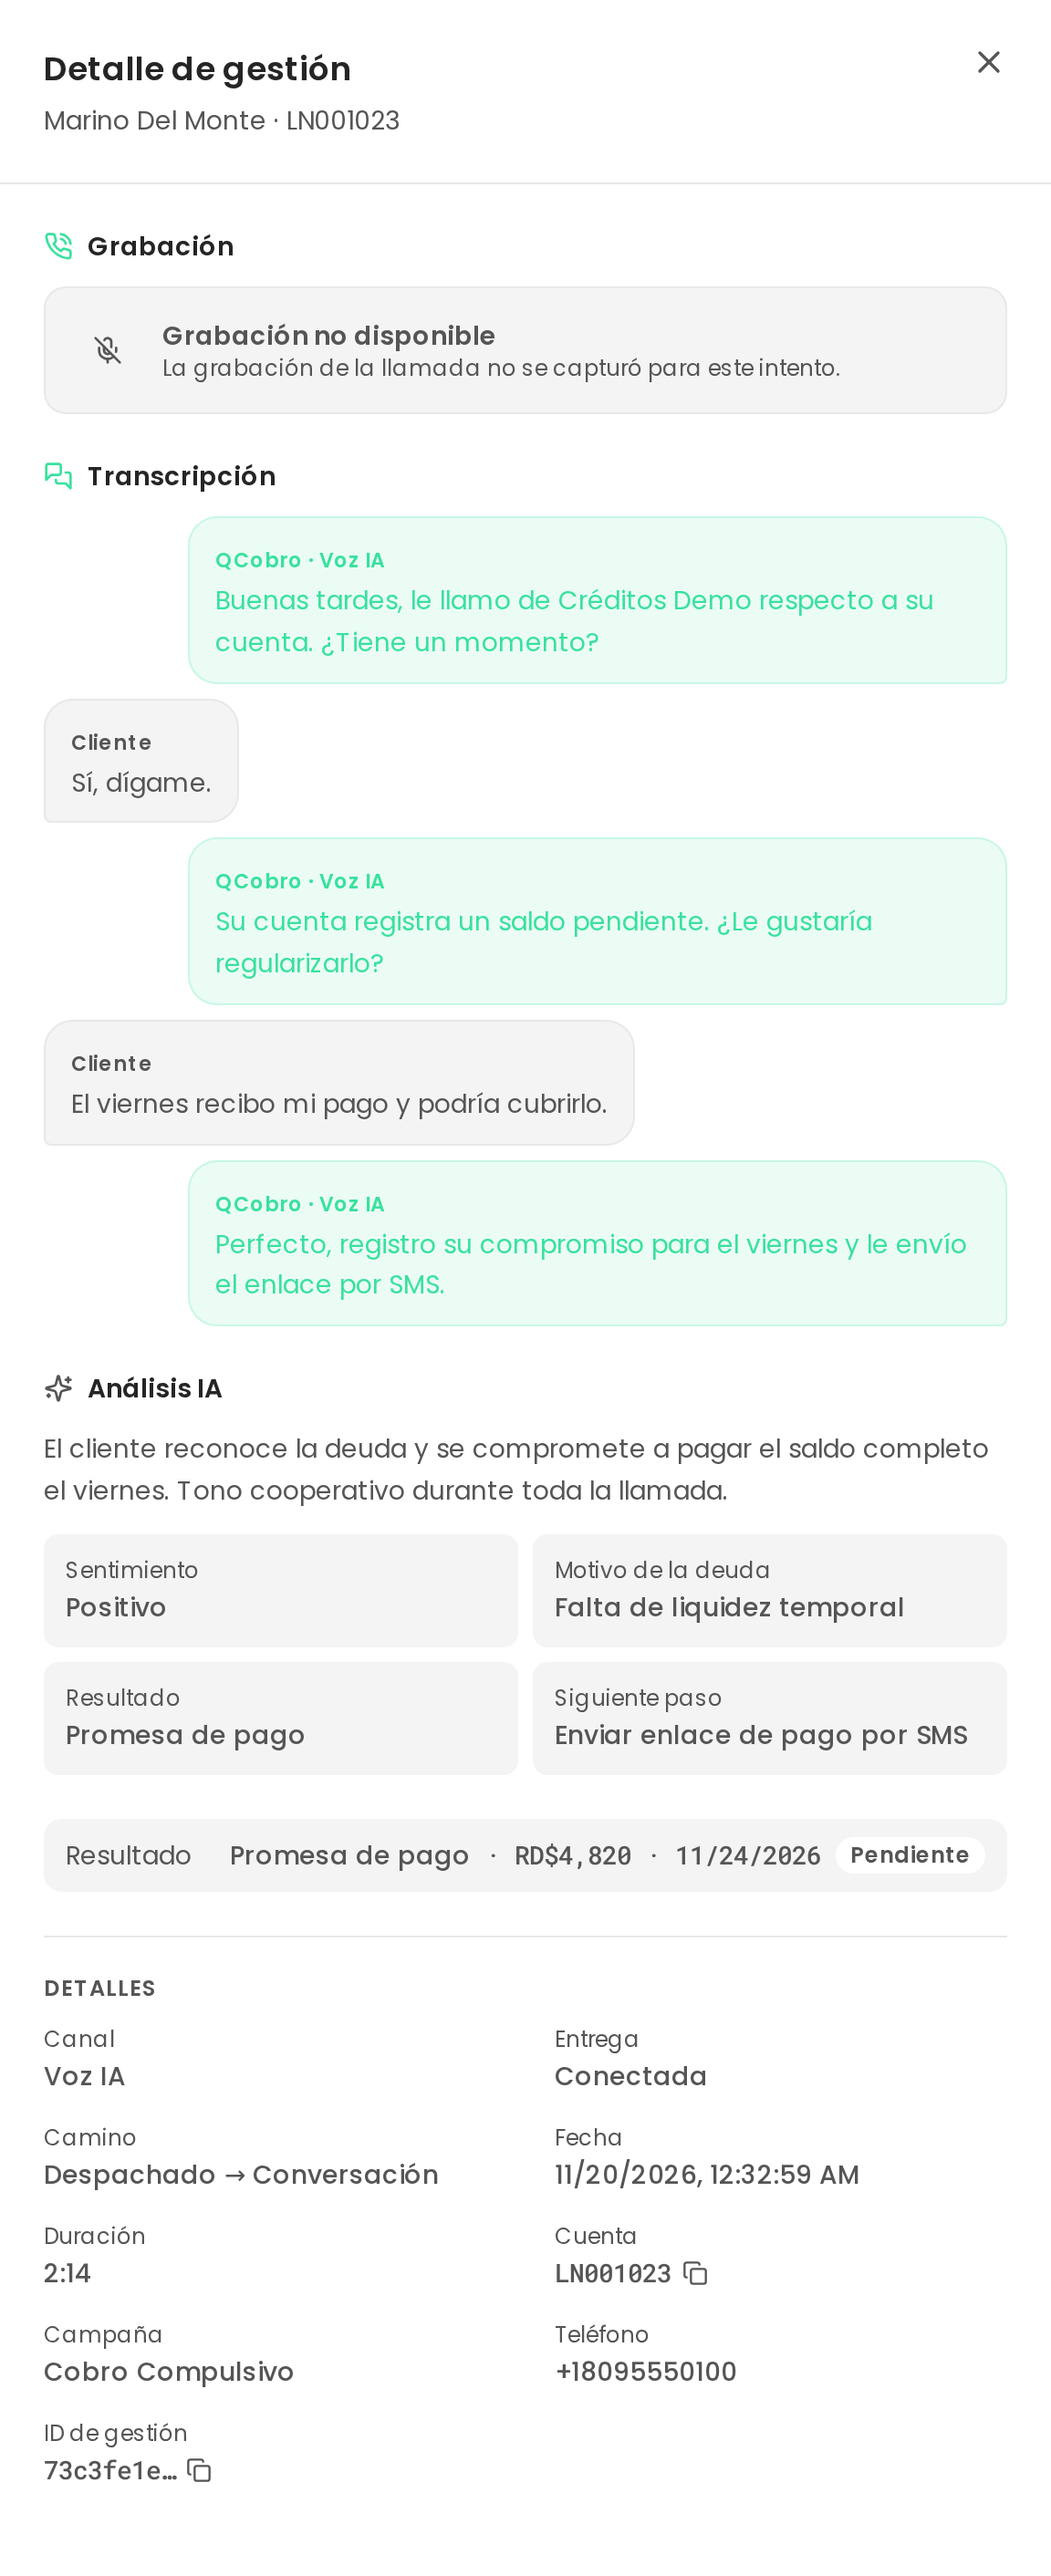 Detalle de gestión
Marino Del Monte · LN001023
Grabación
Grabación no disponible
La grabación de la llamada no se capturó para este intento.
Transcripción
QCobro · Voz IA
Buenas tardes, le llamo de Créditos Demo respecto a su
cuenta. ¿Tiene un momento?
Cliente
Sí, dígame.
QCobro · Voz IA
Su cuenta registra un saldo pendiente. ¿Le gustaría
regularizarlo?
Cliente
El viernes recibo mi pago y podría cubrirlo.
QCobro · Voz IA
Perfecto, registro su compromiso para el viernes y le envío
el enlace por SMS.
Análisis IA
El cliente reconoce la deuda y se compromete a pagar el saldo completo
el viernes. Tono cooperativo durante toda la llamada.
Sentimiento
Positivo
Motivo de la deuda
Falta de liquidez temporal
Resultado
Promesa de pago
Siguiente paso
Enviar enlace de pago por SMS
Resultado Promesa de pago · RD$4,820 · 11/24/2026 Pendiente
DETALLES
Canal
Voz IA
Entrega
Conectada
Camino
Despachado → Conversación
Fecha
11/20/2026, 12:32:59 AM
Duración
2:14
Cuenta
LN001023
Campaña
Cobro Compulsivo
Teléfono
+18095550100
ID de gestión
73c3fe1e…